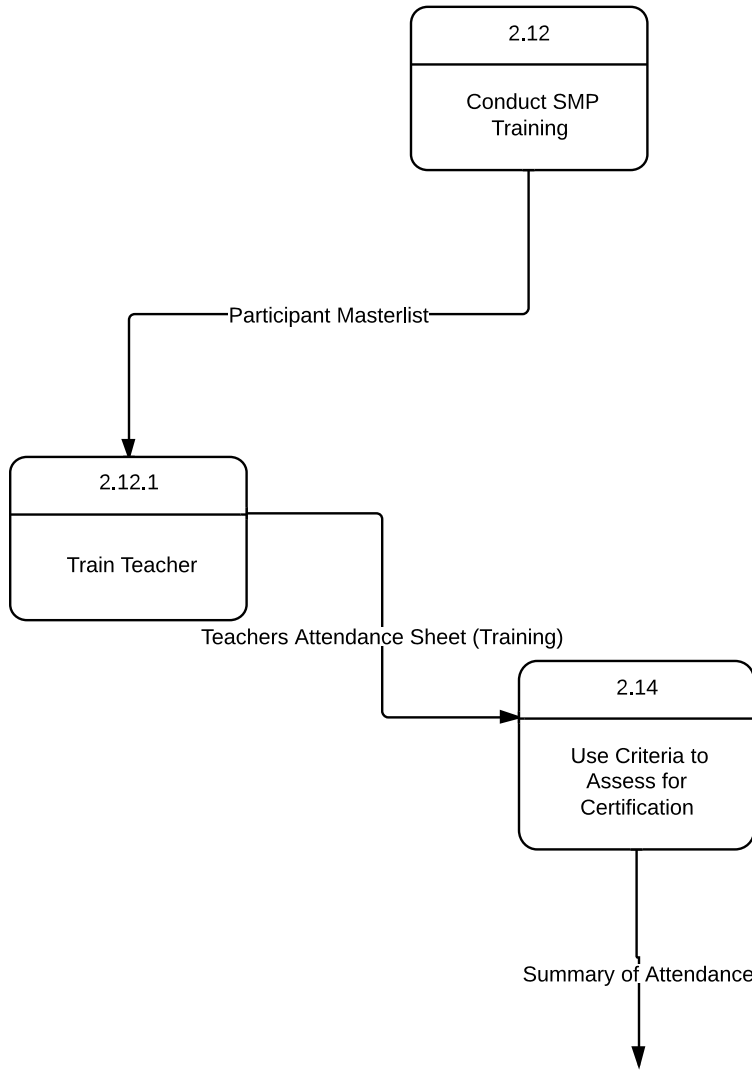 2.12
Conduct SMP
Training
Participant Masterlist
2.12.1
Train Teacher
Teachers Attendance Sheet (Training)
2.14
Use Criteria to
Assess for
Certification
Summary of Attendance